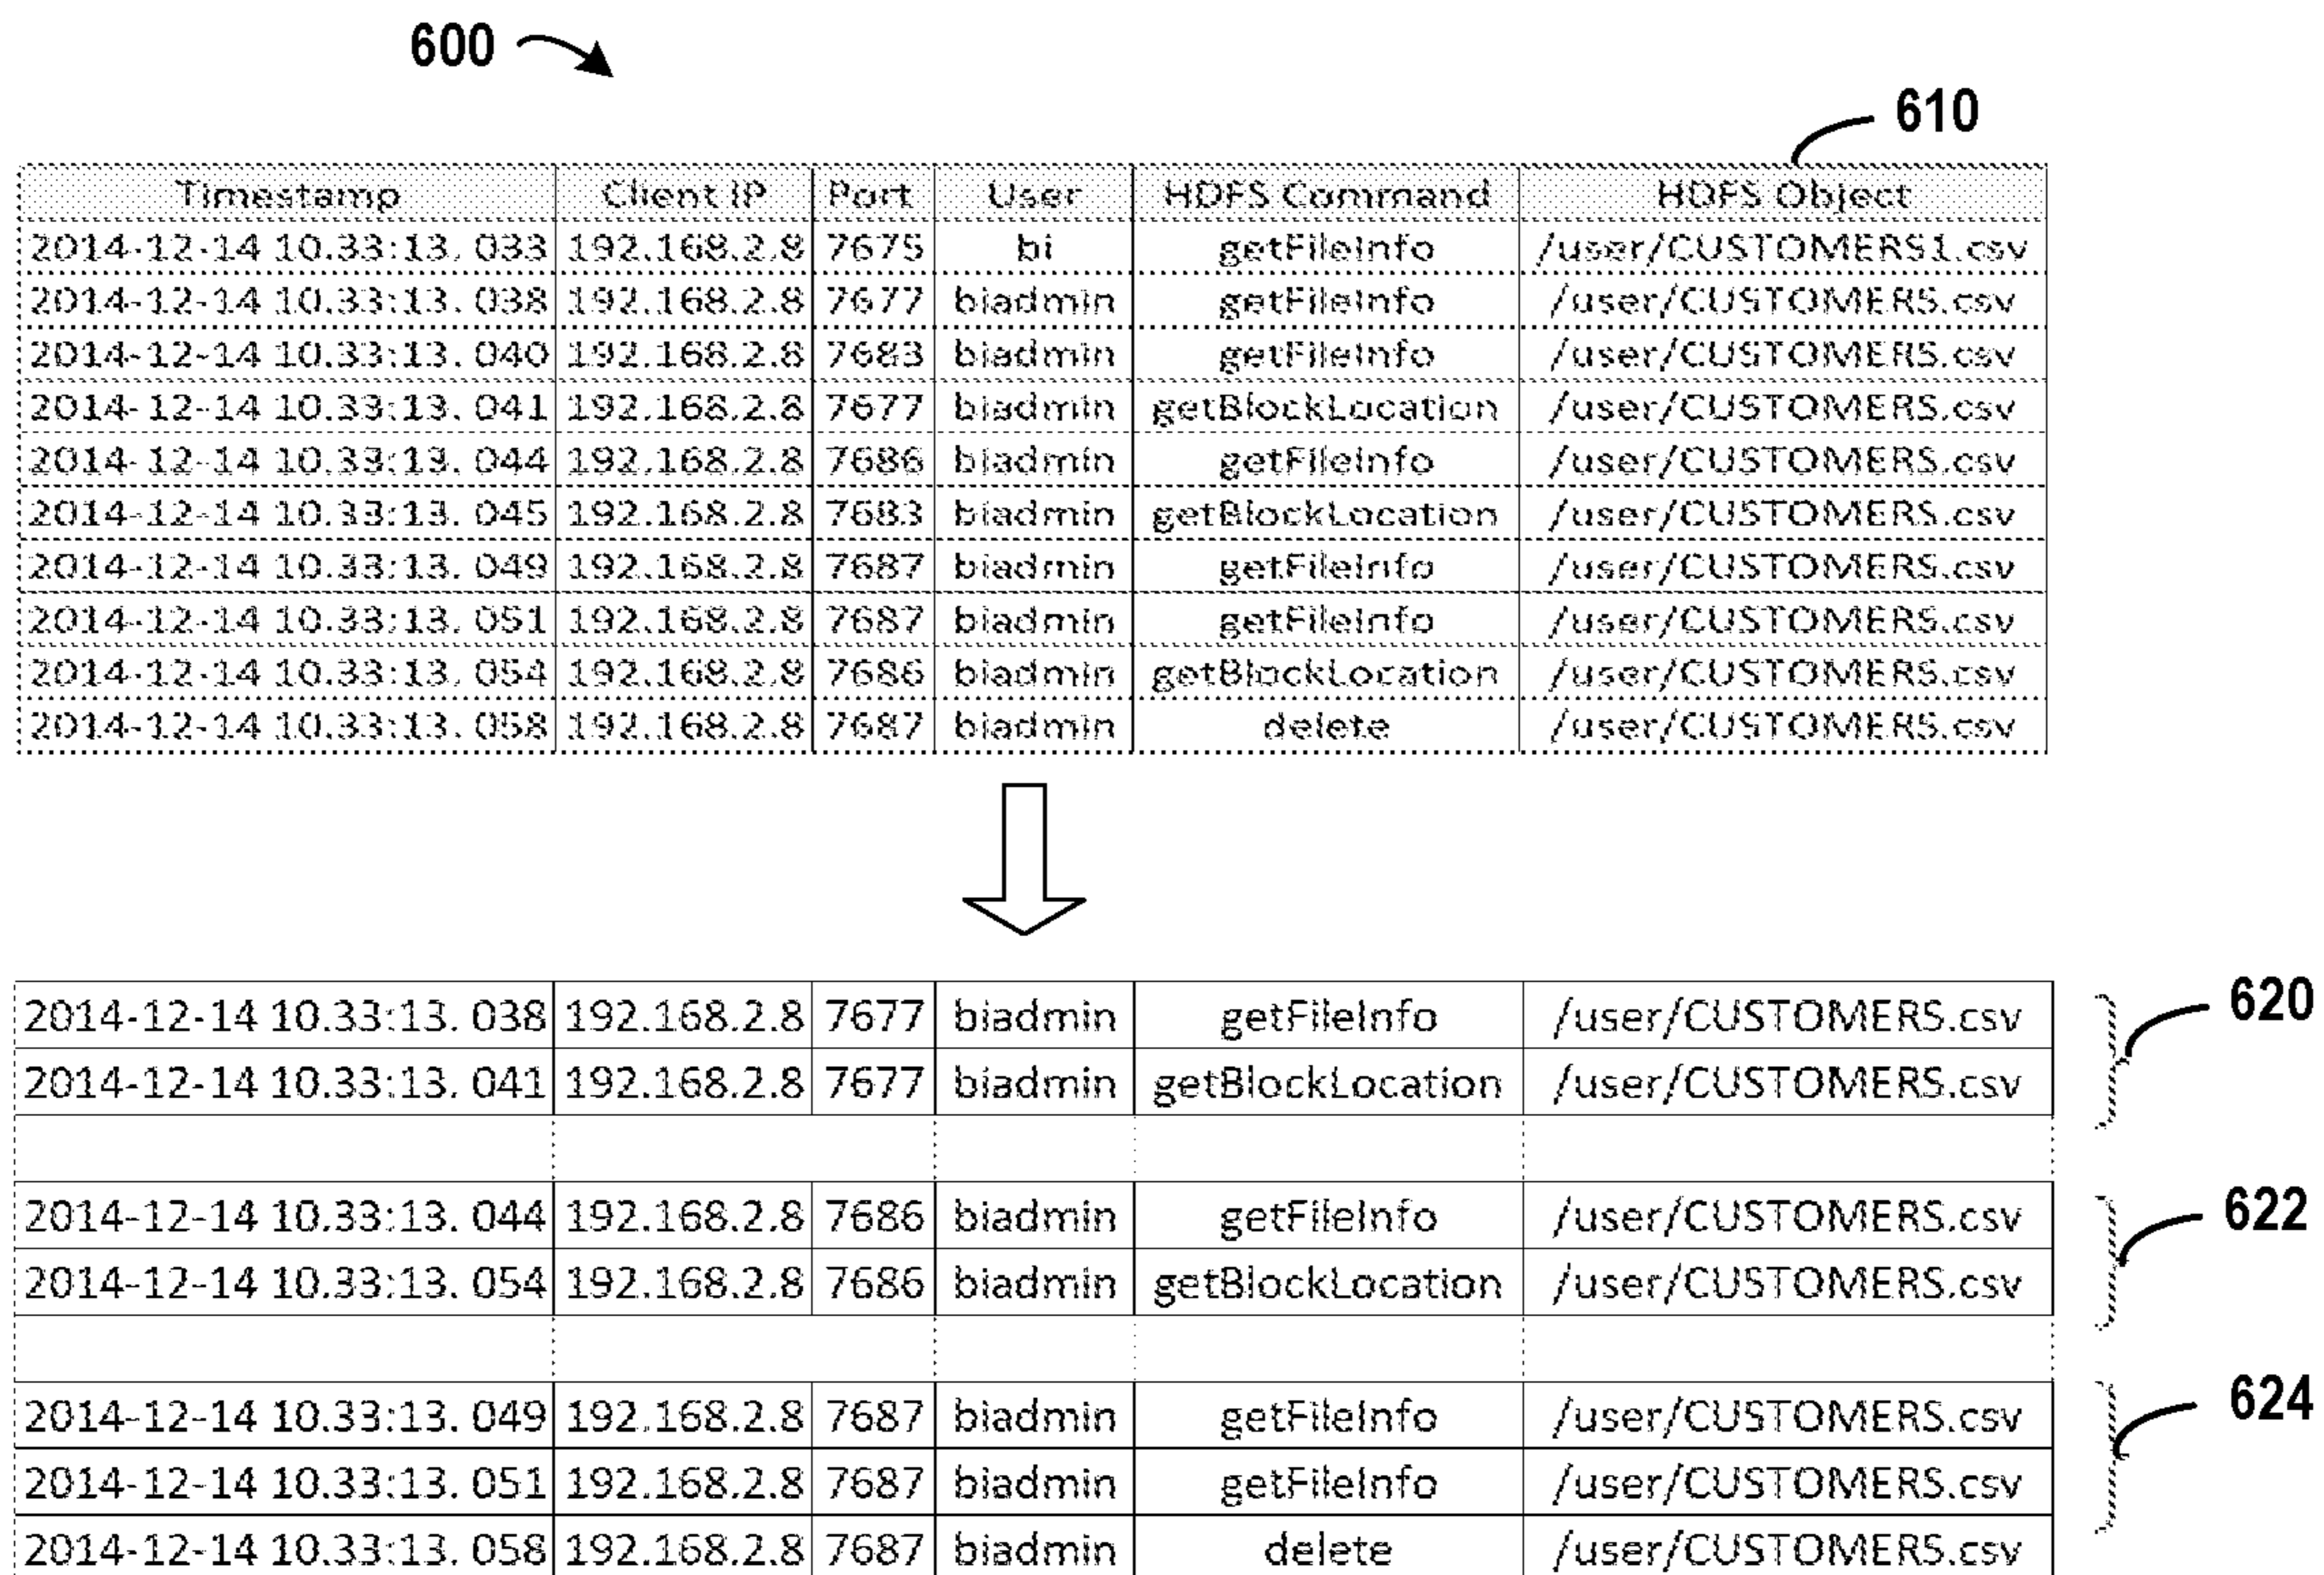 600
610
Timestamp Client IP Port User HDFS Command HDFS Object
2014-12-14 10.33:13. 033 192.168.2.8 7675 bi getFileInfo /user/CUSTOMERS1.csv
2014-12-14 10.33:13. 038 192.168.2.8 7677 biadmin getFileInfo /user/CUSTOMERS.csv
2014-12-14 10.33:13. 040 192.168.2.8 7683 biadmin getFileInfo /user/CUSTOMERS.csv
2014-12-14 10.33:13. 041 192.168.2.8 7677 biadmin getBlockLocation /user/CUSTOMERS.csv
2014-12-14 10.33:13. 044 192.168.2.8 7686 biadmin getFileInfo /user/CUSTOMERS.csv
2014-12-14 10.33:13. 045 192.168.2.8 7683 biadmin getBlockLocation /user/CUSTOMERS.csv
2014-12-14 10.33:13. 049 192.168.2.8 7687 biadmin getFileInfo /user/CUSTOMERS.csv
2014-12-14 10.33:13. 051 192.168.2.8 7687 biadmin getFileInfo /user/CUSTOMERS.csv
2014-12-14 10.33:13. 054 192.168.2.8 7686 biadmin getBlockLocation /user/CUSTOMERS.csv
2014-12-14 10.33:13. 058 192.168.2.8 7687 biadmin delete /user/CUSTOMERS.csv
2014-12-14 10.33:13. 038 192.168.2.8 7677 biadmin getFileInfo /user/CUSTOMERS.csv 620
2014-12-14 10.33:13. 041 192.168.2.8 7677 biadmin getBlockLocation /user/CUSTOMERS.csv
2014-12-14 10.33:13. 044 192.168.2.8 7686 biadmin getFileInfo /user/CUSTOMERS.csv 622
2014-12-14 10.33:13. 054 192.168.2.8 7686 biadmin getBlockLocation /user/CUSTOMERS.csv
2014-12-14 10.33:13. 049 192.168.2.8 7687 biadmin getFileInfo /user/CUSTOMERS.csv 624
2014-12-14 10.33:13. 051 192.168.2.8 7687 biadmin getFileInfo /user/CUSTOMERS.csv
2014-12-14 10.33:13. 058 192.168.2.8 7687 biadmin delete /user/CUSTOMERS.csv